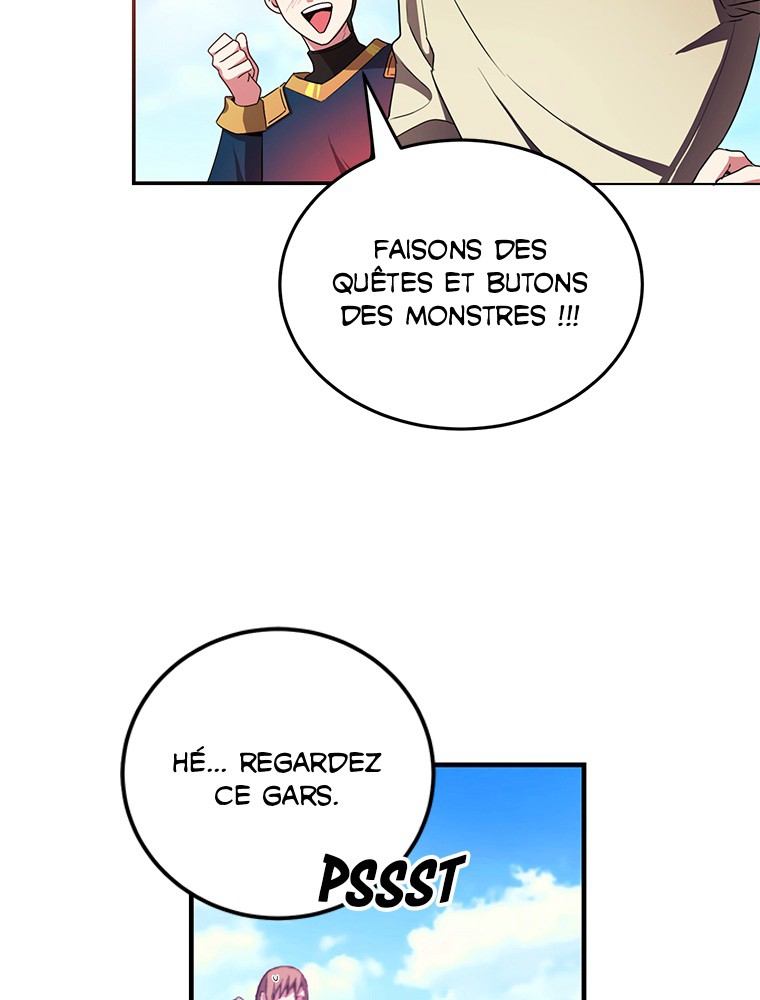 FAISONS DES
QUÊTES ET BUTONS
DES MONSTRES !!!
HÉ... REGARDEZ
CE GARS.
PSSST